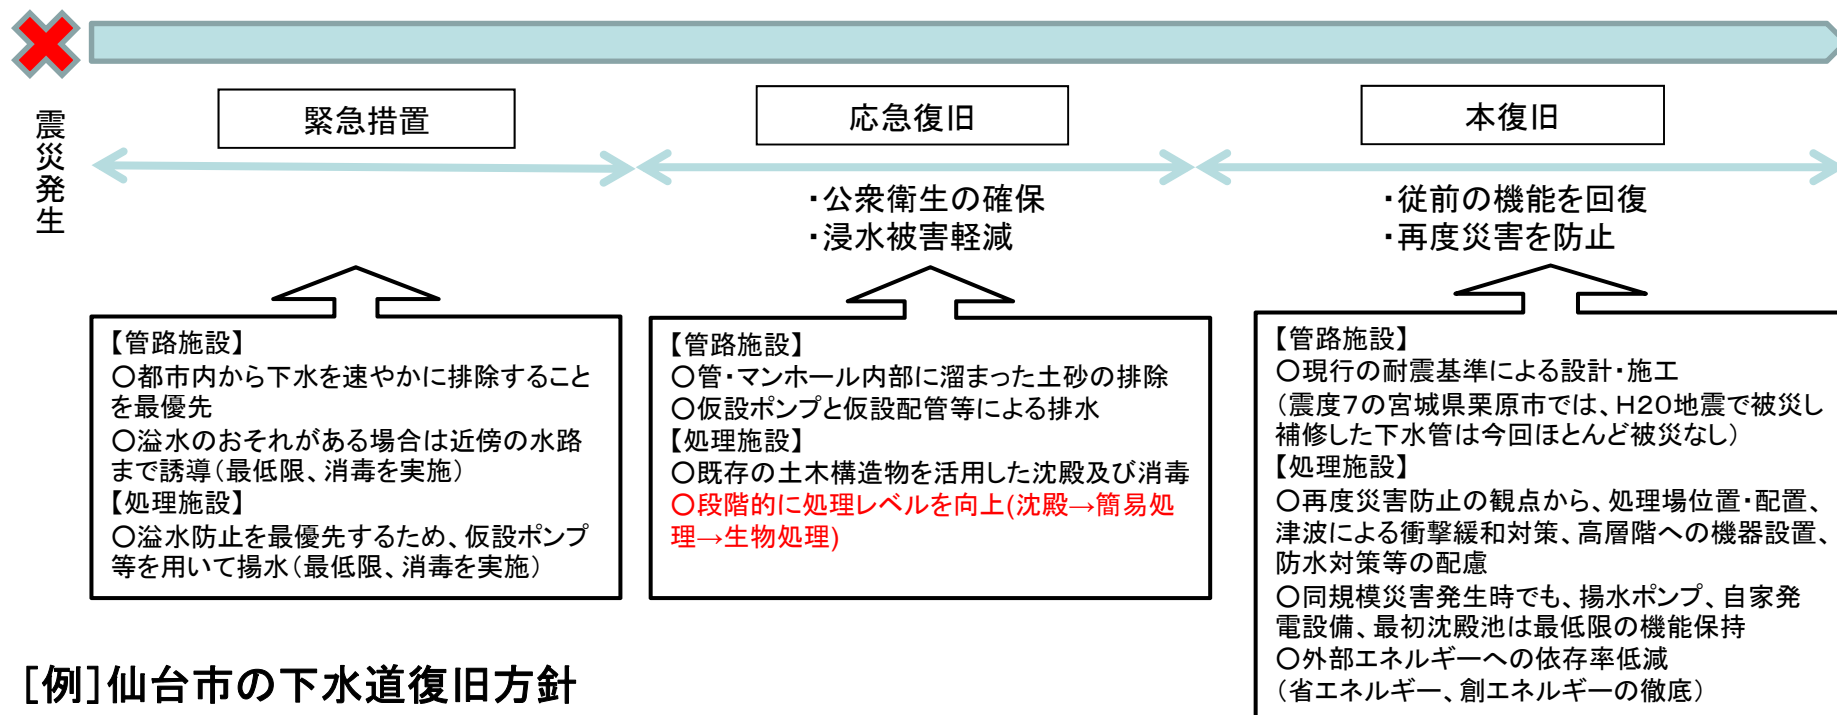 震災発生
緊急措置
【管路施設】
○都市内から下水を速やかに排除すること
を最優先
○溢水のおそれがある場合は近傍の水路
まで誘導（最低限、消毒を実施）
【処理施設】
○溢水防止を最優先するため、仮設ポンプ
等を用いて揚水（最低限、消毒を実施）
応急復旧
・公衆衛生の確保
・浸水被害軽減
【管路施設】
○管・マンホール内部に溜まった土砂の排除
○仮設ポンプと仮設配管等による排水
【処理施設】
○既存の土木構造物を活用した沈殿及び消毒
○段階的に処理レベルを向上(沈殿→簡易処
理→生物処理)
本復旧
・従前の機能を回復
・再度災害を防止
【管路施設】
○現行の耐震基準による設計・施工
（震度７の宮城県栗原市では、Ｈ２０地震で被災し
補修した下水管は今回ほとんど被災なし）
【処理施設】
○再度災害防止の観点から、処理場位置・配置、
津波による衝撃緩和対策、高層階への機器設置、
防水対策等の配慮
○同規模災害発生時でも、揚水ポンプ、自家発
電設備、最初沈殿池は最低限の機能保持
○外部エネルギーへの依存率低減
（省エネルギー、創エネルギーの徹底）
［例］仙台市の下水道復旧方針